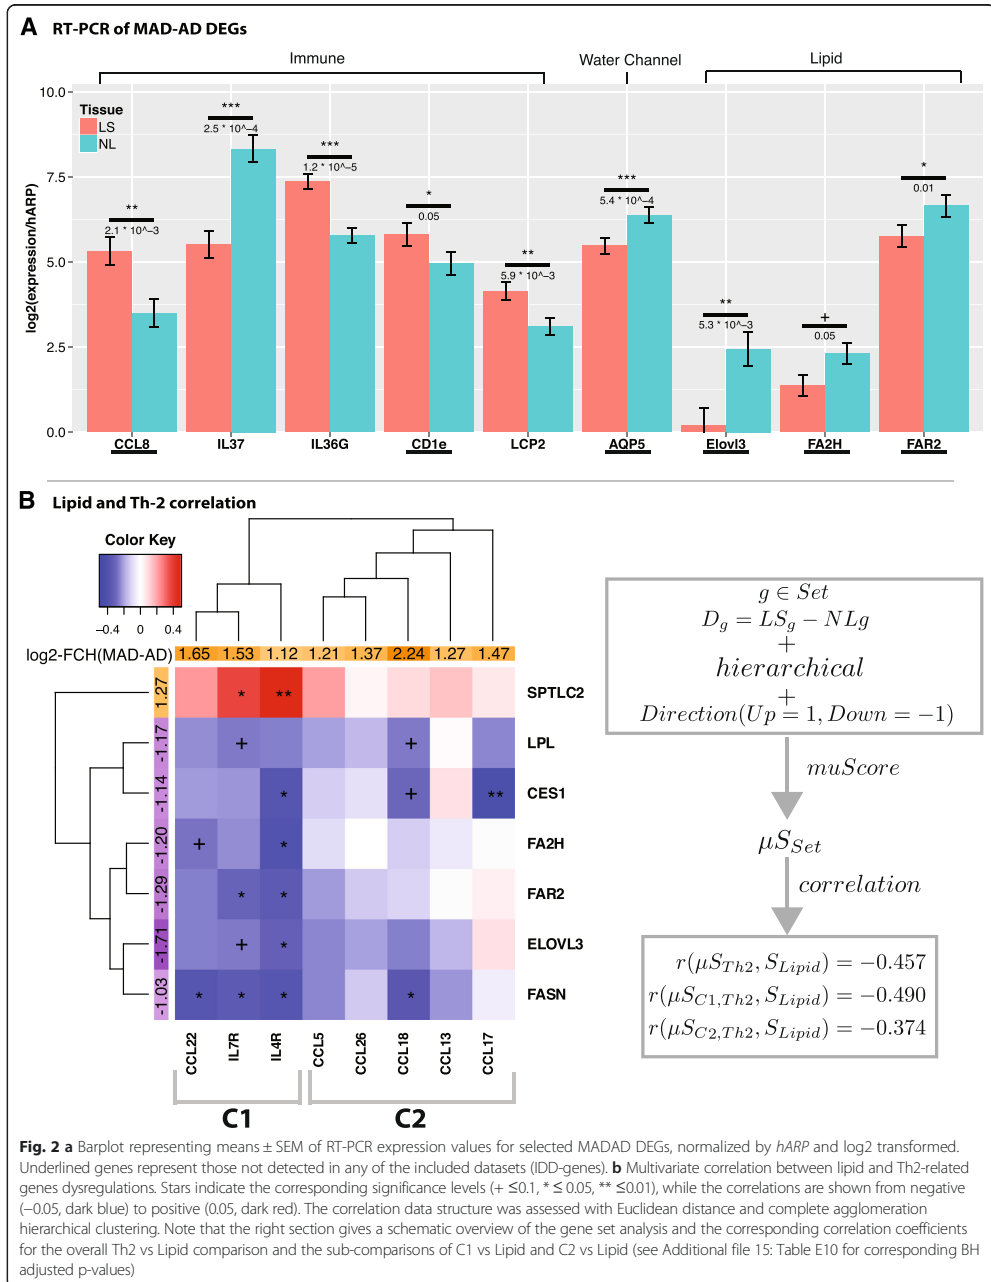 A RT-PCR of MAD-AD DEGs
Immune Water Channel Lipid
log2(expression/hARP)
10.0
7.5
5.0
2.5
0.0
Tissue
LS
NL
**
2.1 * 10^−3
***
2.5 * 10^−4
***
1.2 * 10^−5
*
0.05
**
5.9 * 10^−3
***
5.4 * 10^−4
**
5.3 * 10^−3
+
0.05
*
0.01
CCL8 IL37 IL36G CD1e LCP2 AQP5 Elovl3 FA2H FAR2
B Lipid and Th-2 correlation
Color Key
−0.4 0 0.4
log2-FCH(MAD-AD) 1.65 1.53 1.12 1.21 1.37 2.24 1.27 1.47
1.27 * ** SPTLC2
-1.17 + + LPL
-1.14 * + ** CES1
-1.20 + * FA2H
-1.29 * * FAR2
-1.71 + * ELOVL3
-1.03 * * * * FASN
CCL22 IL7R IL4R CCL5 CCL26 CCL18 CCL13 CCL17
C1 C2
g ∈ Set
D_g = LS_g − NLg
+
hierarchical
+
Direction(Up = 1, Down = −1)
muScore
μS_Set
correlation
r(μS_Th2, S_Lipid) = −0.457
r(μS_C1,Th2, S_Lipid) = −0.490
r(μS_C2,Th2, S_Lipid) = −0.374
Fig. 2 a Barplot representing means ± SEM of RT-PCR expression values for selected MADAD DEGs, normalized by hARP and log2 transformed.
Underlined genes represent those not detected in any of the included datasets (IDD-genes). b Multivariate correlation between lipid and Th2-related
genes dysregulations. Stars indicate the corresponding significance levels (+ ≤0.1, * ≤ 0.05, ** ≤0.01), while the correlations are shown from negative
(−0.05, dark blue) to positive (0.05, dark red). The correlation data structure was assessed with Euclidean distance and complete agglomeration
hierarchical clustering. Note that the right section gives a schematic overview of the gene set analysis and the corresponding correlation coefficients
for the overall Th2 vs Lipid comparison and the sub-comparisons of C1 vs Lipid and C2 vs Lipid (see Additional file 15: Table E10 for corresponding BH
adjusted p-values)